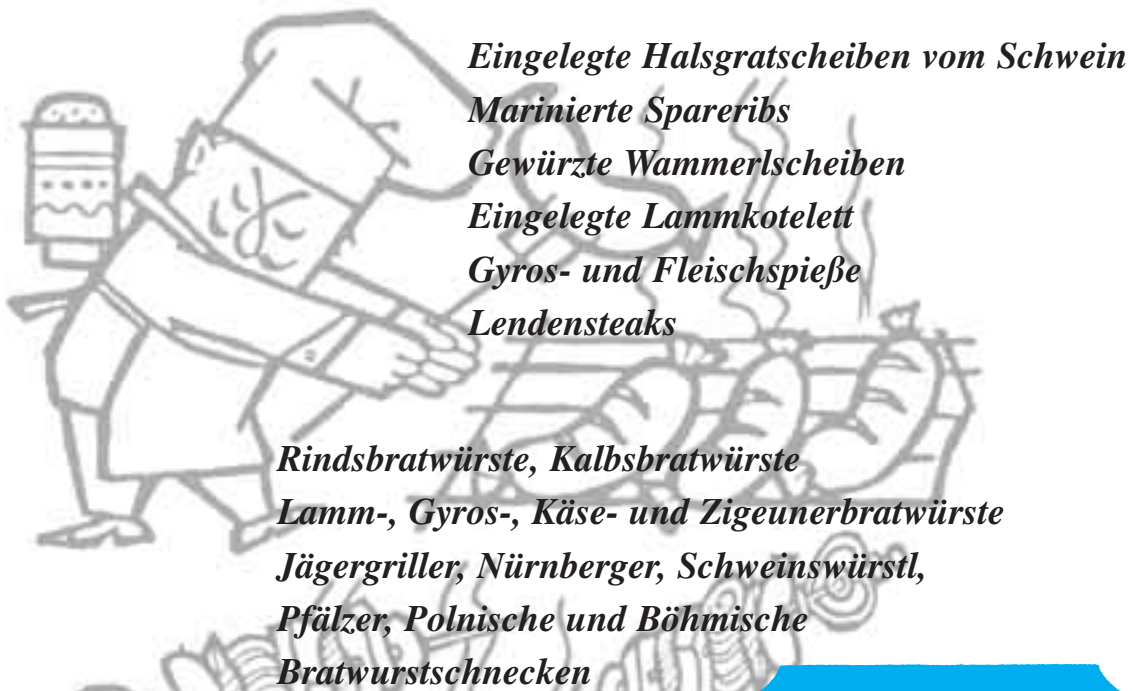 Eingelegte Halsgratscheiben vom Schwein
Marinierte Spareribs
Gewürzte Wammerlscheiben
Eingelegte Lammkotelett
Gyros- und Fleischspieße
Lendensteaks
Rindsbratwürste, Kalbsbratwürste
Lamm-, Gyros-, Käse- und Zigeunerbratwürste
Jägergriller, Nürnberger, Schweinswürstl,
Pfälzer, Polnische und Böhmische
Bratwurstschnecken